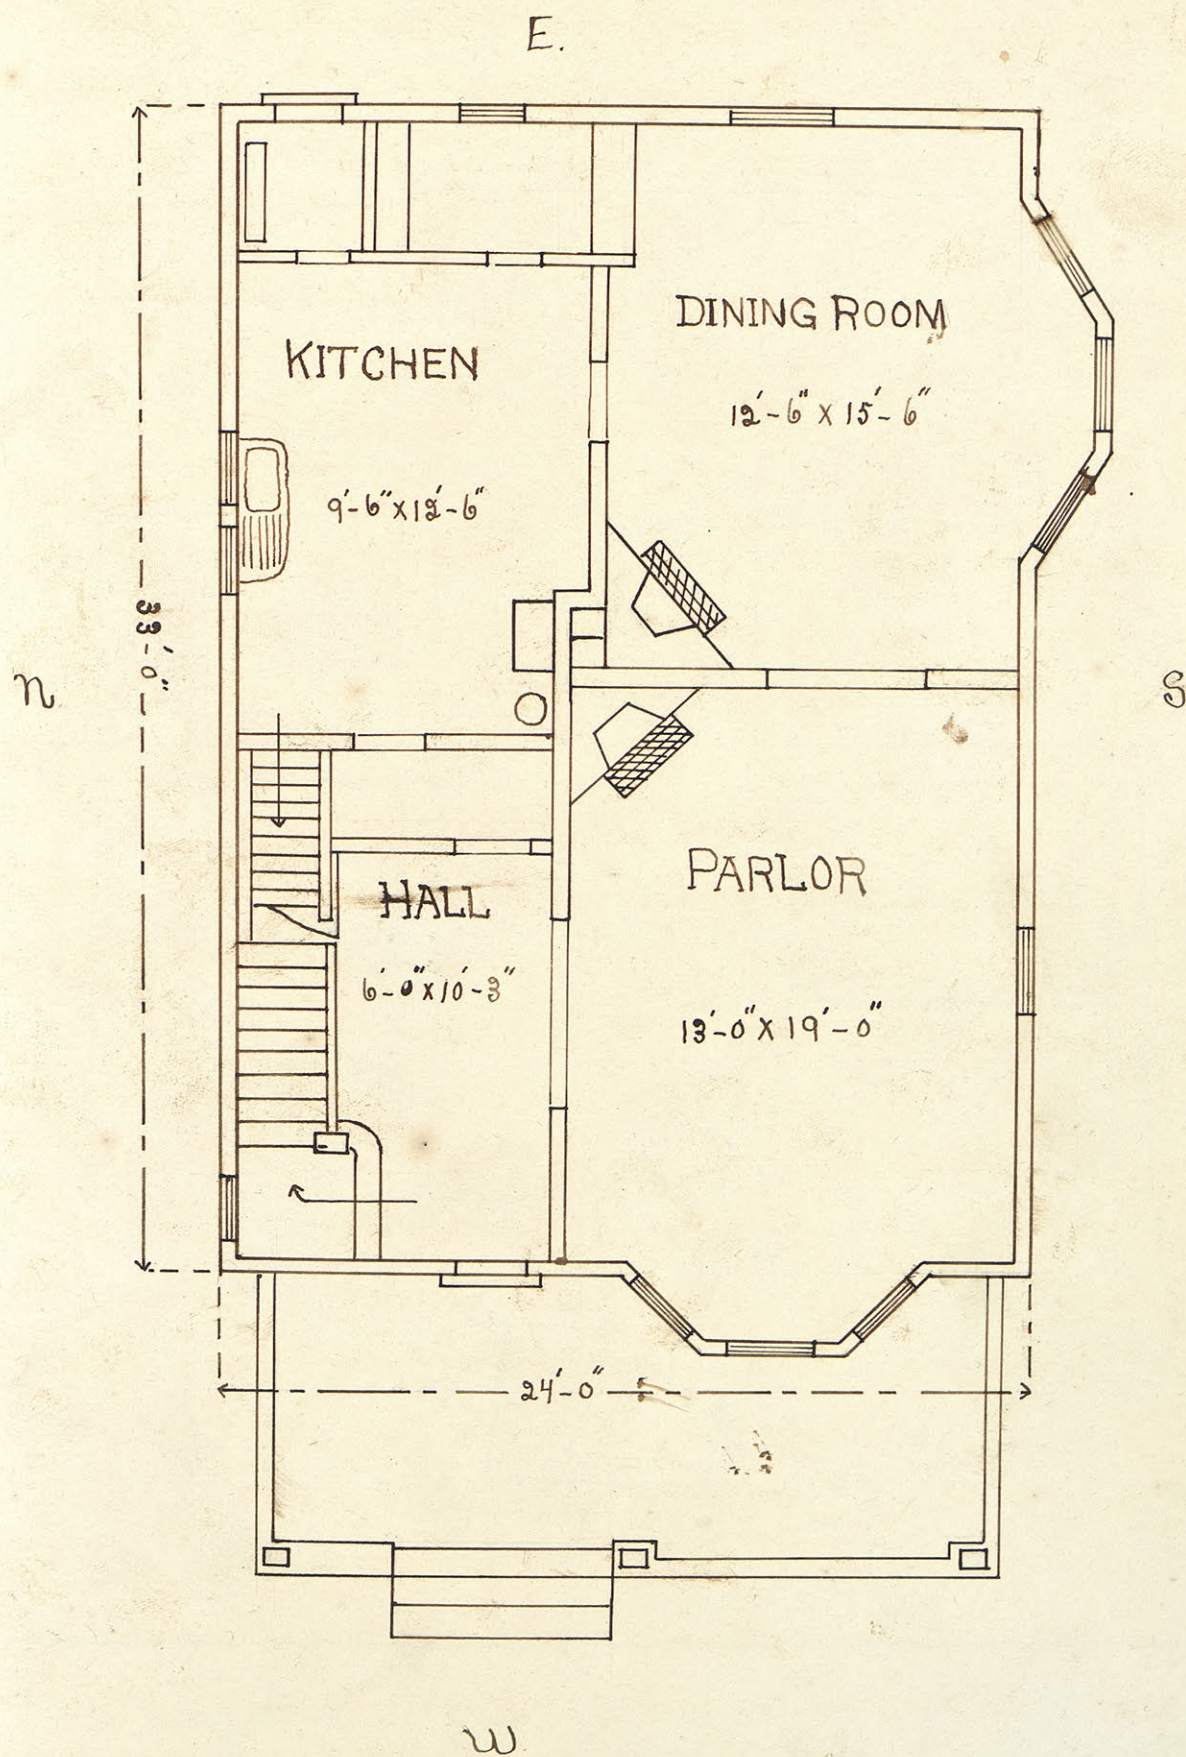 E.
KITCHEN
9'-6" X 12'-6"
DINING ROOM
12'-6" X 15'-6"
33'-0"
N
S
HALL
6'-0" X 10'-3"
PARLOR
13'-0" X 19'-0"
24'-0"
W